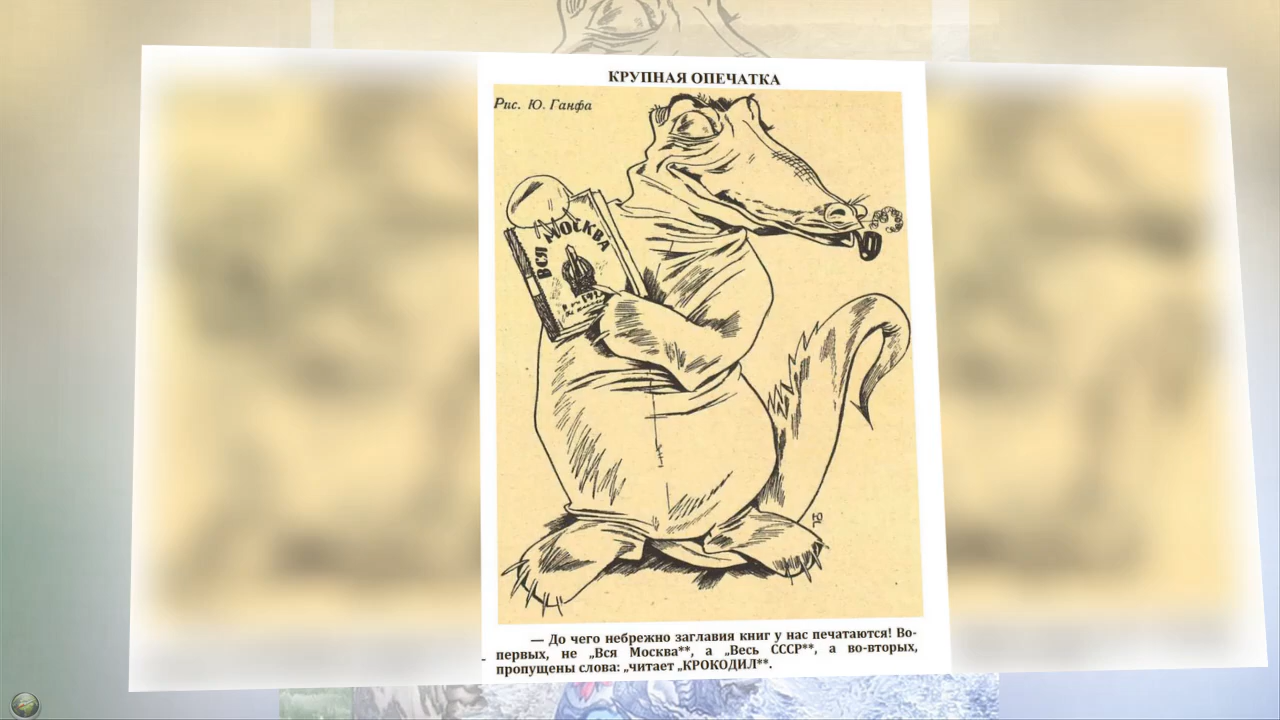 КРУПНАЯ ОПЕЧАТКА
Рис. Ю. Ганфа
ВСЯ МОСКВА
— До чего небрежно заглавия книг у нас печатаются! Во-
первых, не „Вся Москва**, а „Весь СССР**, а во-вторых,
пропущены слова: „читает „КРОКОДИЛ**.